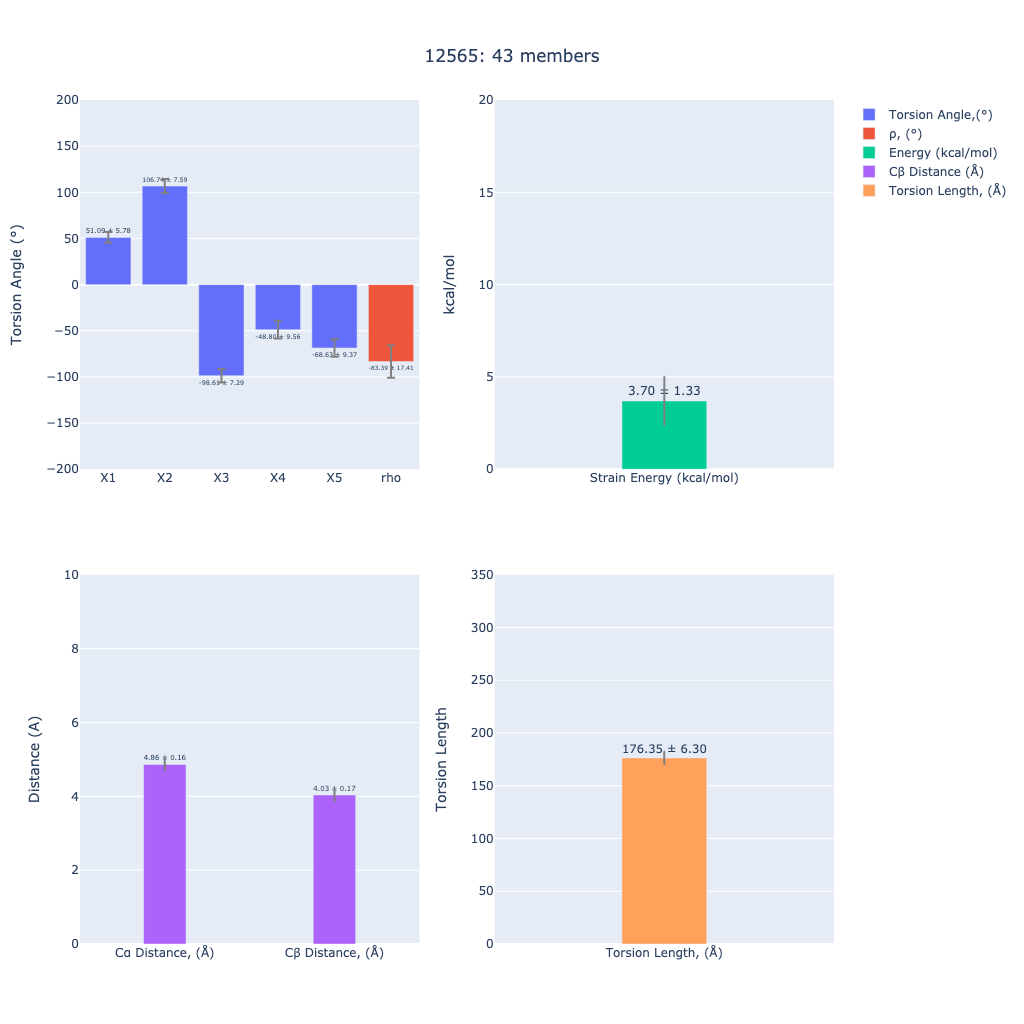 12565: 43 members
Torsion Angle (°)
200
150
100
50
0
−50
−100
−150
−200
51.09 ± 5.78
106.74 ± 7.59
-98.61 ± 7.29
-48.80 ± 9.56
-68.63 ± 9.37
-83.39 ± 17.41
X1 X2 X3 X4 X5 rho
kcal/mol
20
15
10
5
0
3.70 ± 1.33
Strain Energy (kcal/mol)
Torsion Angle,(°)
ρ, (°)
Energy (kcal/mol)
Cβ Distance (Å)
Torsion Length, (Å)
Distance (A)
10
8
6
4
2
0
4.86 ± 0.16
4.03 ± 0.17
Cα Distance, (Å) Cβ Distance, (Å)
Torsion Length
350
300
250
200
150
100
50
0
176.35 ± 6.30
Torsion Length, (Å)